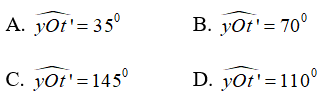 A. $\widehat{yOt'} = 35^0$ B. $\widehat{yOt'} = 70^0$
C. $\widehat{yOt'} = 145^0$ D. $\widehat{yOt'} = 110^0$